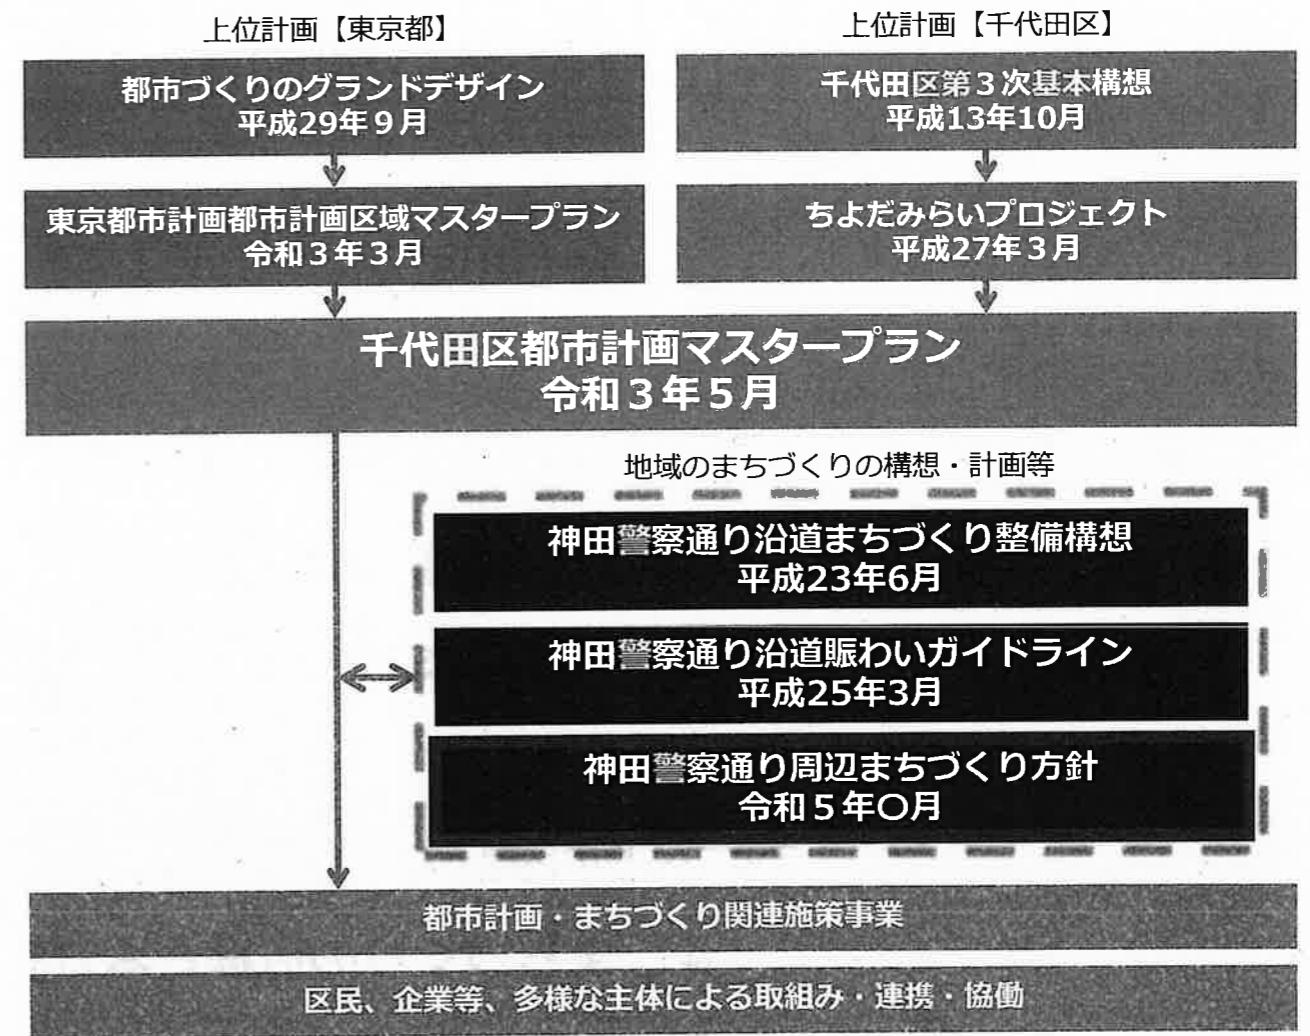 上位計画【東京都】
都市づくりのグランドデザイン
平成29年９月
東京都市計画都市計画区域マスタープラン
令和３年３月
上位計画【千代田区】
千代田区第３次基本構想
平成13年10月
ちよだみらいプロジェクト
平成27年３月
千代田区都市計画マスタープラン
令和３年５月
地域のまちづくりの構想・計画等
神田警察通り沿道まちづくり整備構想
平成23年6月
神田警察通り沿道賑わいガイドライン
平成25年3月
神田警察通り周辺まちづくり方針
令和５年〇月
都市計画・まちづくり関連施策事業
区民、企業等、多様な主体による取組み・連携・協働